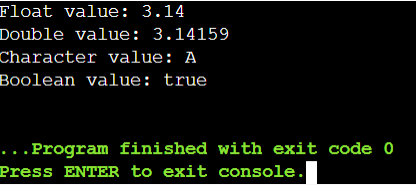 Float value: 3.14
Double value: 3.14159
Character value: A
Boolean value: true
...Program finished with exit code 0
Press ENTER to exit console.